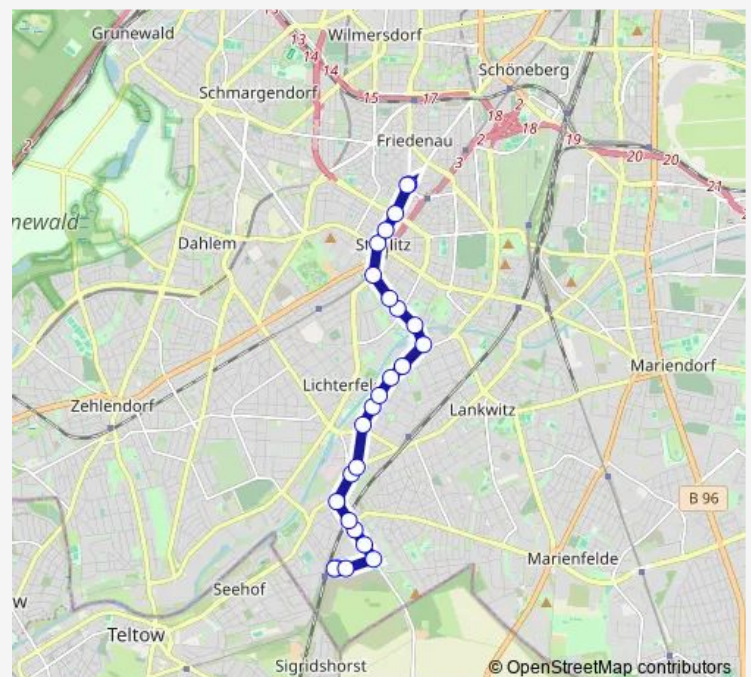 13
Grunewald
Wilmersdorf
13
14
14
Schöneberg
Schmargendorf
15
17
2
18
2
18
19
Friedenau
2
3
20
20
21
newald
Dahlem
St
litz
Lichterfel
Mariendorf
Zehlendorf
Lankwitz
B 96
Marienfelde
Seehof
w
Teltow
Sigridshorst
© OpenStreetMap contributors